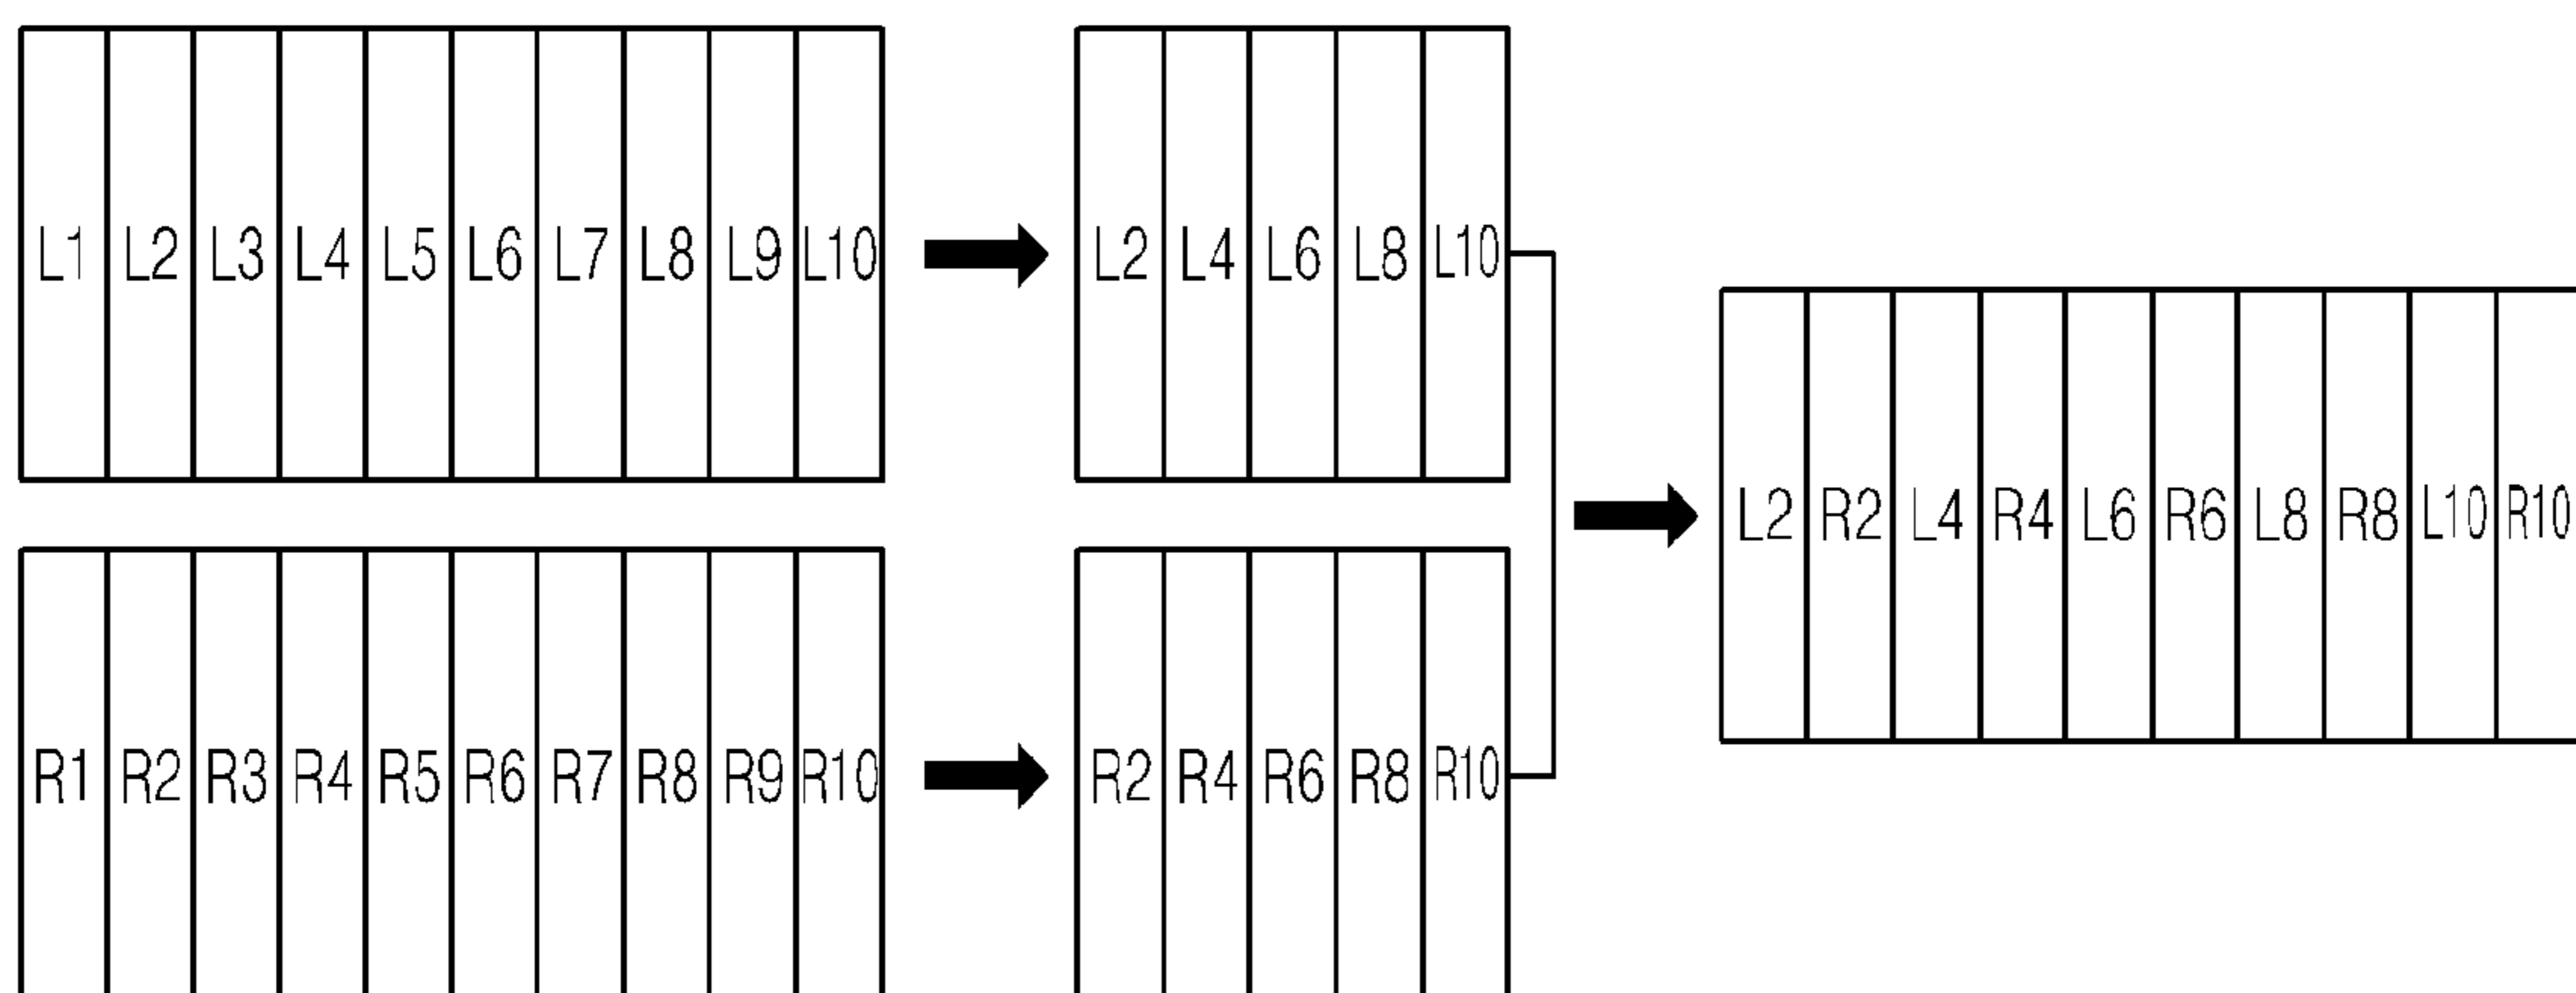 L1 L2 L3 L4 L5 L6 L7 L8 L9 L10
L2 L4 L6 L8 L10
L2 R2 L4 R4 L6 R6 L8 R8 L10 R10
R1 R2 R3 R4 R5 R6 R7 R8 R9 R10
R2 R4 R6 R8 R10